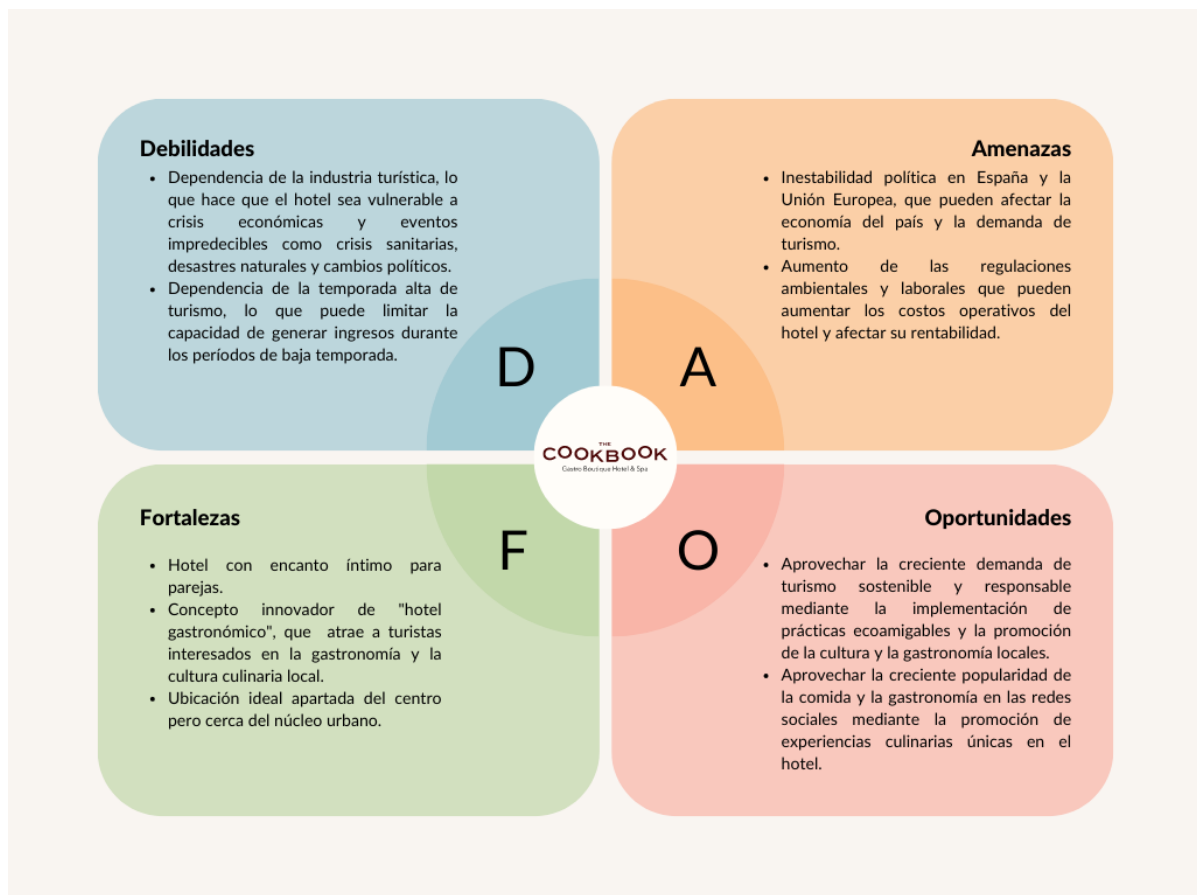 Debilidades
Dependencia de la industria turística, lo
que hace que el hotel sea vulnerable a
crisis económicas y eventos
impredecibles como crisis sanitarias,
desastres naturales y cambios políticos.
Dependencia de la temporada alta de
turismo, lo que puede limitar la
capacidad de generar ingresos durante
los períodos de baja temporada.
D
Amenazas
Inestabilidad política en España y la
Unión Europea, que pueden afectar la
economía del país y la demanda de
turismo.
Aumento de las regulaciones
ambientales y laborales que pueden
aumentar los costos operativos del
hotel y afectar su rentabilidad.
A
THE
COOKBOOK
Gastro Boutique Hotel & Spa
Fortalezas
Hotel con encanto íntimo para
parejas.
Concepto innovador de "hotel
gastronómico", que atrae a turistas
interesados en la gastronomía y la
cultura culinaria local.
Ubicación ideal apartada del centro
pero cerca del núcleo urbano.
F
Oportunidades
Aprovechar la creciente demanda de
turismo sostenible y responsable
mediante la implementación de
prácticas ecoamigables y la promoción
de la cultura y la gastronomía locales.
Aprovechar la creciente popularidad de
la comida y la gastronomía en las redes
sociales mediante la promoción de
experiencias culinarias únicas en el
hotel.
O